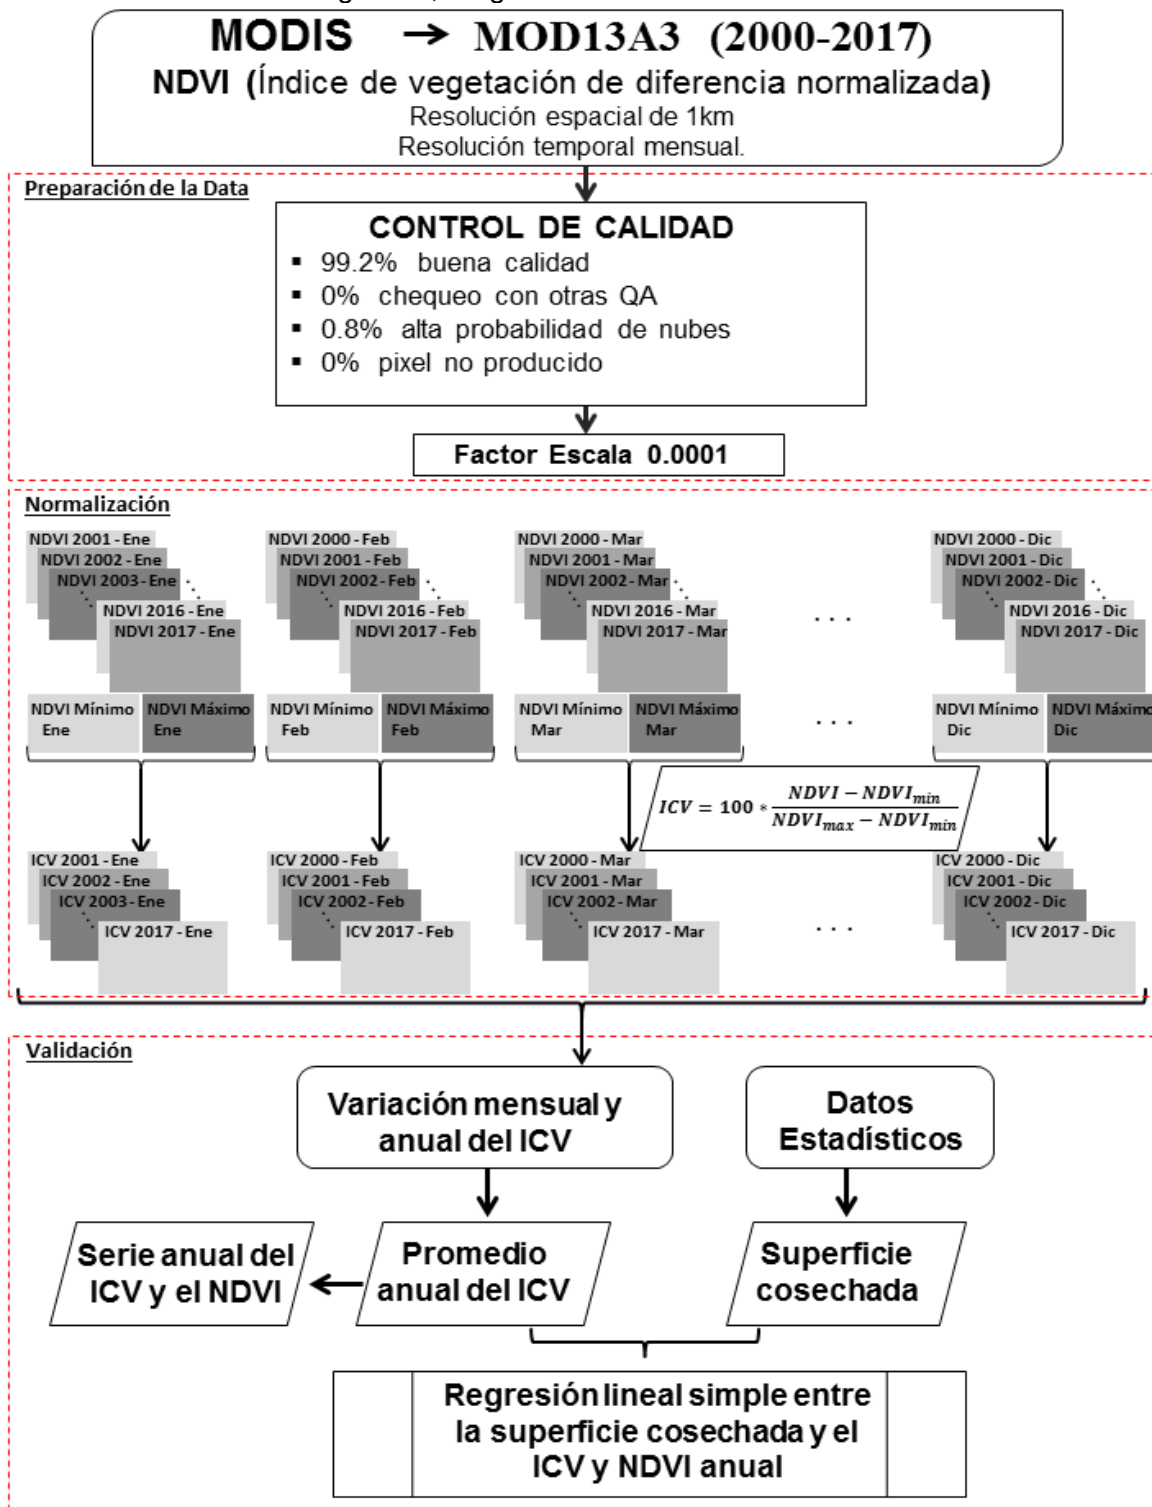 MODIS → MOD13A3 (2000-2017)
NDVI (Índice de vegetación de diferencia normalizada)
Resolución espacial de 1km
Resolución temporal mensual.
Preparación de la Data
CONTROL DE CALIDAD
▪ 99.2% buena calidad
▪ 0% chequeo con otras QA
▪ 0.8% alta probabilidad de nubes
▪ 0% pixel no producido
Factor Escala 0.0001
Normalización
NDVI 2001 - Ene
NDVI 2002 - Ene
NDVI 2003 - Ene
NDVI 2016 - Ene
NDVI 2017 - Ene
NDVI 2000 - Feb
NDVI 2001 - Feb
NDVI 2002 - Feb
NDVI 2016 - Feb
NDVI 2017 - Feb
NDVI 2000 - Mar
NDVI 2001 - Mar
NDVI 2002 - Mar
NDVI 2016 - Mar
NDVI 2017 - Mar
. . .
NDVI 2000 - Dic
NDVI 2001 - Dic
NDVI 2002 - Dic
NDVI 2016 - Dic
NDVI 2017 - Dic
NDVI Mínimo
Ene
NDVI Máximo
Ene
NDVI Mínimo
Feb
NDVI Máximo
Feb
NDVI Mínimo
Mar
NDVI Máximo
Mar
. . .
NDVI Mínimo
Dic
NDVI Máximo
Dic
ICV = 100 * (NDVI − NDVImin) / (NDVImax − NDVImin)
ICV 2001 - Ene
ICV 2002 - Ene
ICV 2003 - Ene
ICV 2017 - Ene
ICV 2000 - Feb
ICV 2001 - Feb
ICV 2002 - Feb
ICV 2017 - Feb
ICV 2000 - Mar
ICV 2001 - Mar
ICV 2002 - Mar
ICV 2017 - Mar
. . .
ICV 2000 - Dic
ICV 2001 - Dic
ICV 2002 - Dic
ICV 2017 - Dic
Validación
Variación mensual y
anual del ICV
Datos
Estadísticos
Serie anual del
ICV y el NDVI
Promedio
anual del ICV
Superficie
cosechada
Regresión lineal simple entre
la superficie cosechada y el
ICV y NDVI anual